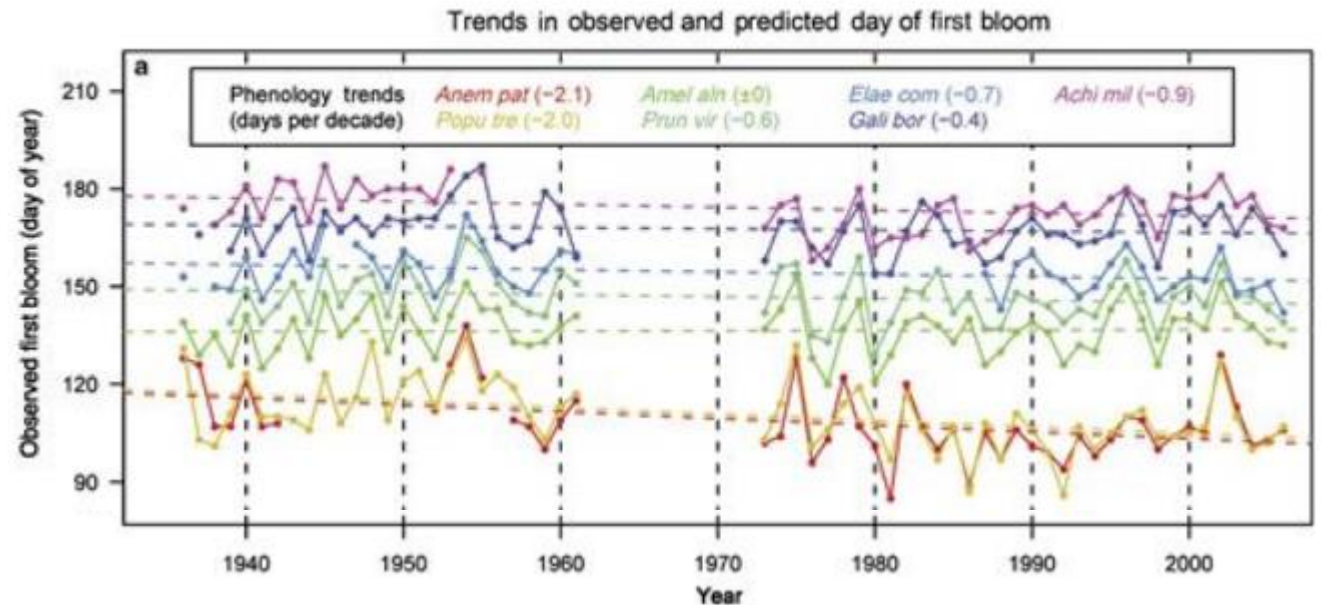 Trends in observed and predicted day of first bloom
a
Phenology trends Anem pat (−2.1) Amel aln (±0) Elae com (−0.7) Achi mil (−0.9)
(days per decade) Popu tre (−2.0) Prun vir (−0.6) Gali bor (−0.4)
Observed first bloom (day of year)
210
180
150
120
90
1940 1950 1960 1970 1980 1990 2000
Year